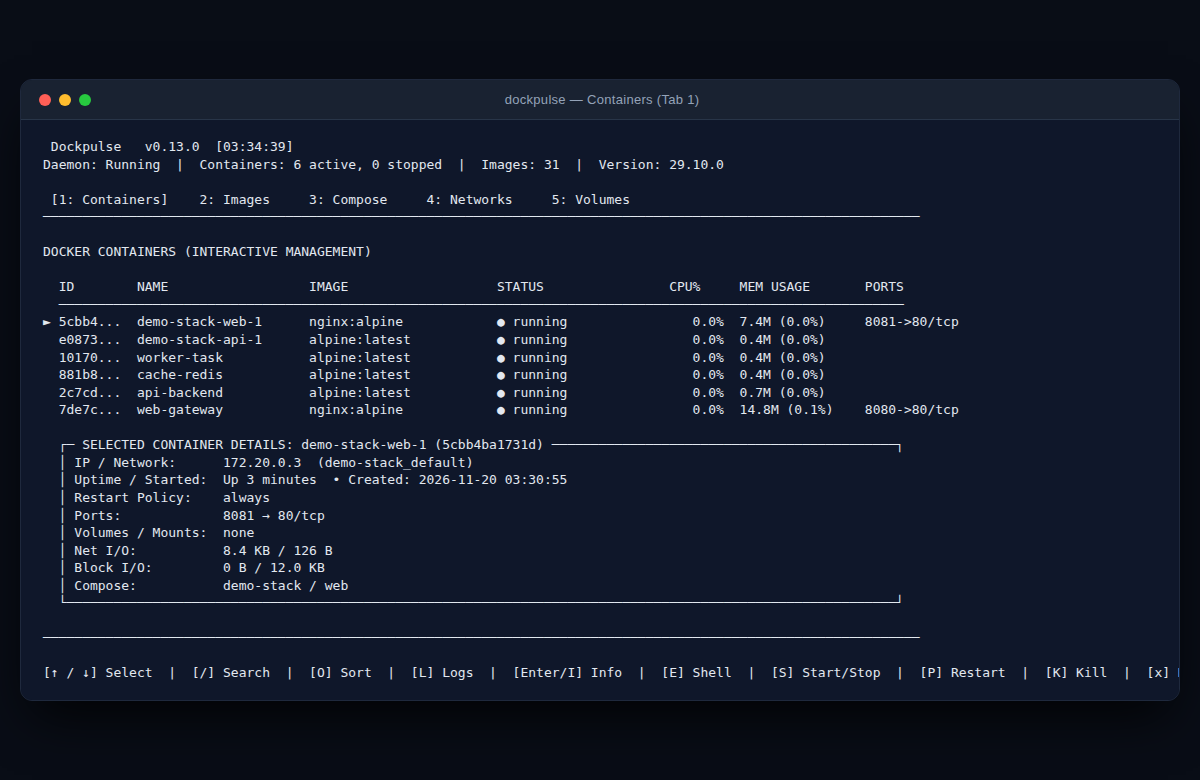 dockpulse — Containers (Tab 1)
Dockpulse   v0.13.0  [03:34:39]
Daemon: Running  |  Containers: 6 active, 0 stopped  |  Images: 31  |  Version: 29.10.0
[1: Containers]    2: Images     3: Compose     4: Networks     5: Volumes
DOCKER CONTAINERS (INTERACTIVE MANAGEMENT)
ID        NAME                  IMAGE                   STATUS                CPU%     MEM USAGE       PORTS
► 5cbb4...  demo-stack-web-1      nginx:alpine            ● running                0.0%  7.4M (0.0%)     8081->80/tcp
e0873...  demo-stack-api-1      alpine:latest           ● running                0.0%  0.4M (0.0%)
10170...  worker-task           alpine:latest           ● running                0.0%  0.4M (0.0%)
881b8...  cache-redis           alpine:latest           ● running                0.0%  0.4M (0.0%)
2c7cd...  api-backend           alpine:latest           ● running                0.0%  0.7M (0.0%)
7de7c...  web-gateway           nginx:alpine            ● running                0.0%  14.8M (0.1%)    8080->80/tcp
SELECTED CONTAINER DETAILS: demo-stack-web-1 (5cbb4ba1731d)
IP / Network:      172.20.0.3  (demo-stack_default)
Uptime / Started:  Up 3 minutes  • Created: 2026-11-20 03:30:55
Restart Policy:    always
Ports:             8081 → 80/tcp
Volumes / Mounts:  none
Net I/O:           8.4 KB / 126 B
Block I/O:         0 B / 12.0 KB
Compose:           demo-stack / web
[↑ / ↓] Select  |  [/] Search  |  [O] Sort  |  [L] Logs  |  [Enter/I] Info  |  [E] Shell  |  [S] Start/Stop  |  [P] Restart  |  [K] Kill  |  [x]